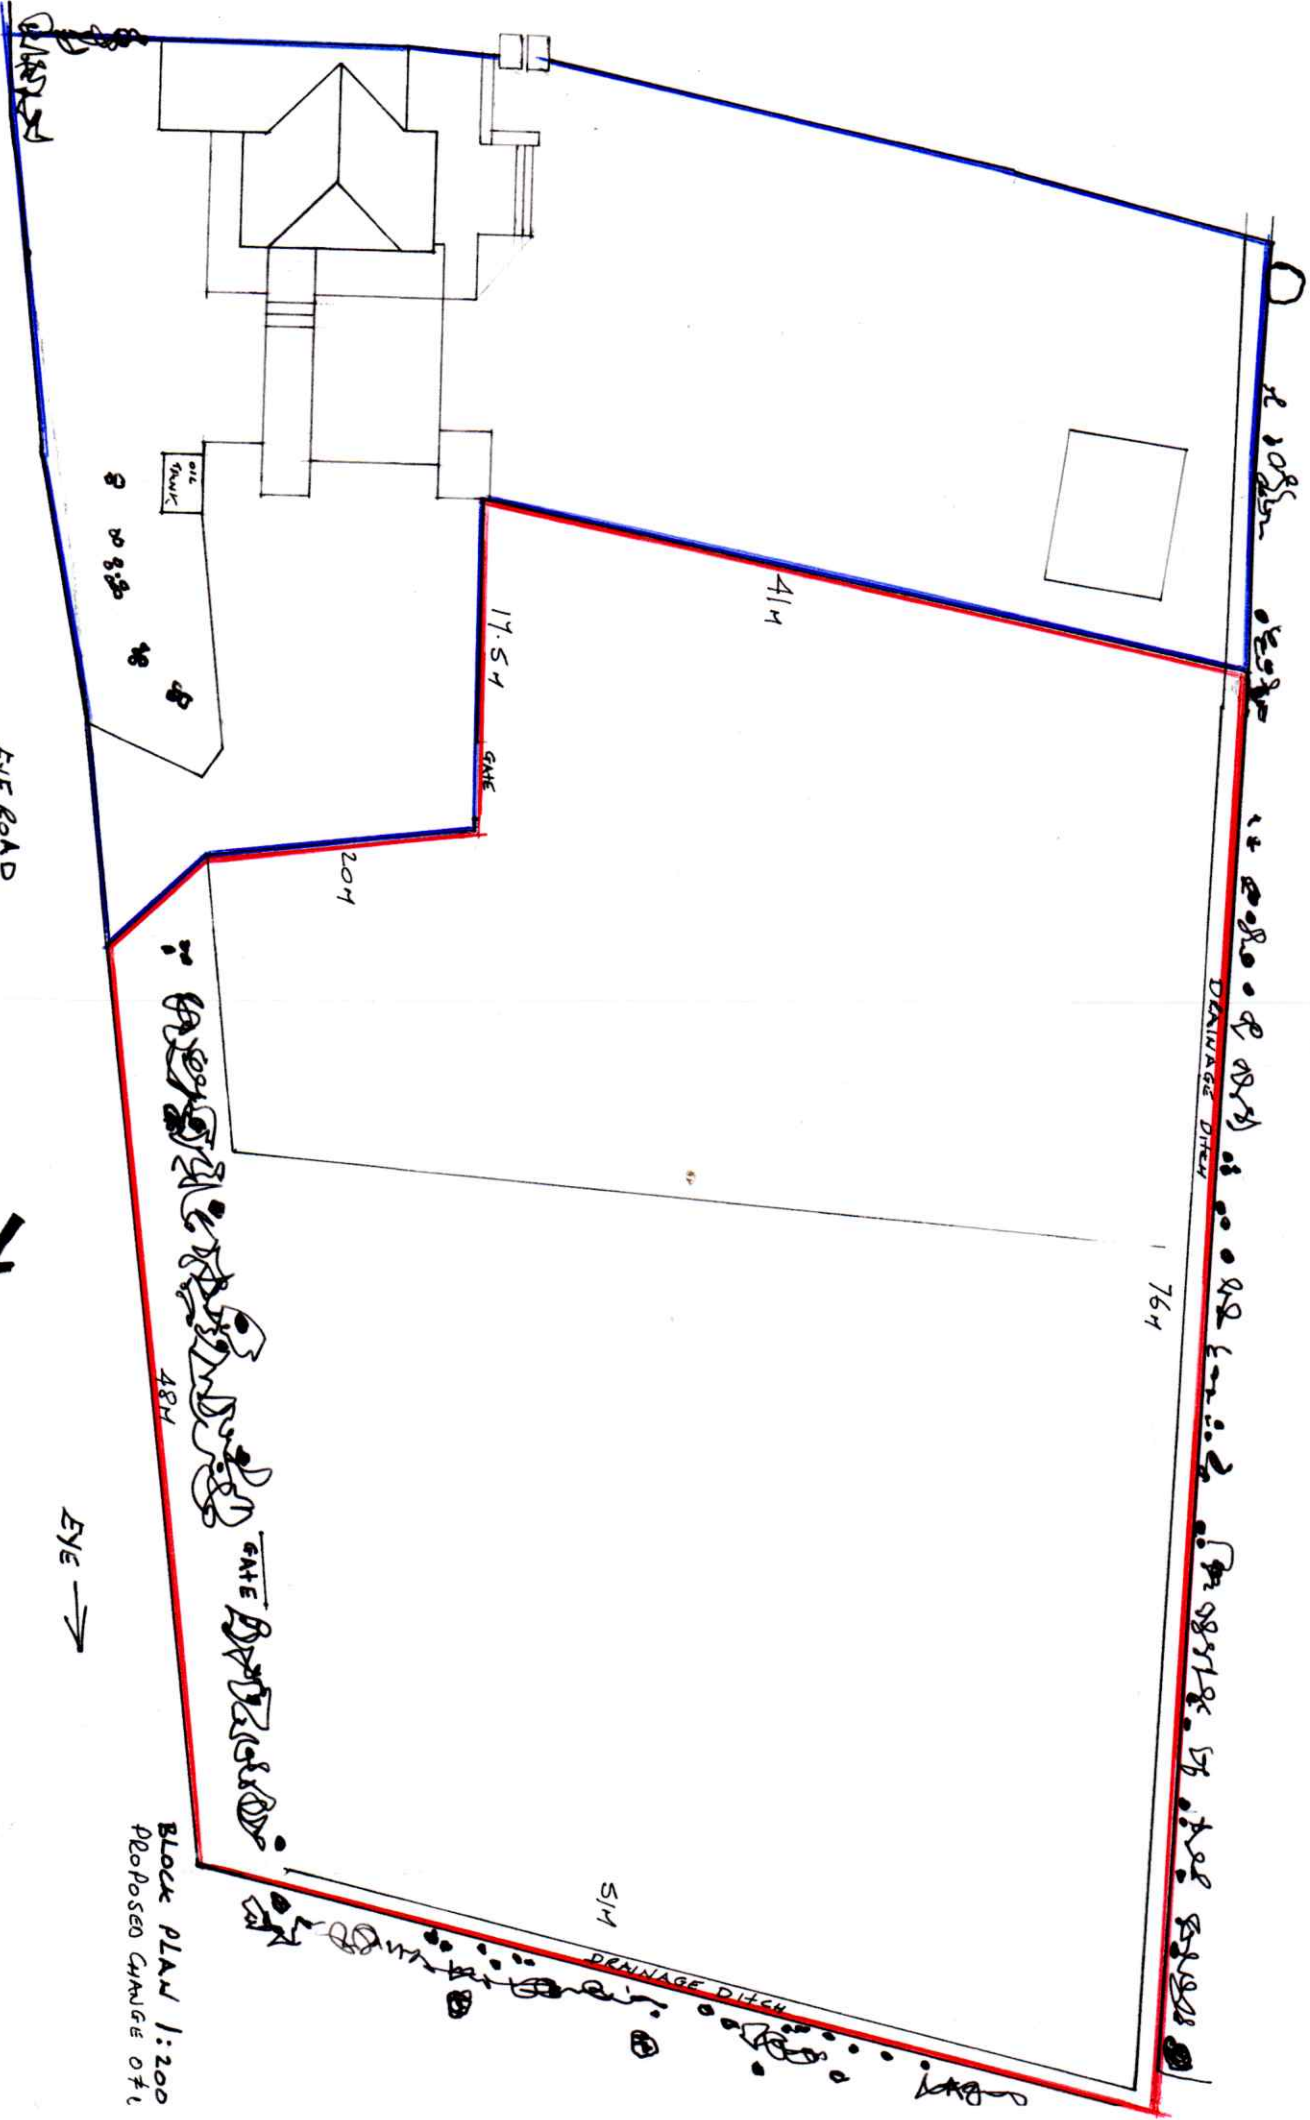 OIL
TANK
17.5M
GATE
41M
20M
DRAINAGE DITCH
76M
48M
GATE
51M
DRAINAGE DITCH
EYE ROAD
EYE →
BLOCK PLAN 1:200
PROPOSED CHANGE OF